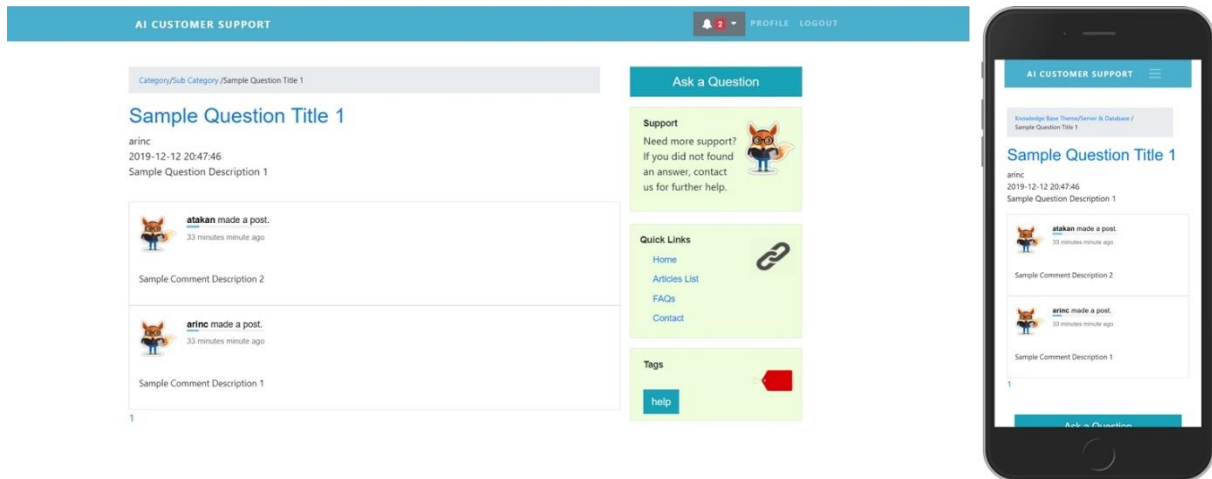 AI CUSTOMER SUPPORT
2
PROFILE LOGOUT
Category/Sub Category /Sample Question Title 1
Sample Question Title 1
arinc
2019-12-12 20:47:46
Sample Question Description 1
atakan made a post.
33 minutes minute ago
Sample Comment Description 2
arinc made a post.
33 minutes minute ago
Sample Comment Description 1
1
Ask a Question
Support
Need more support?
If you did not found
an answer, contact
us for further help.
Quick Links
Home
Articles List
FAQs
Contact
Tags
help
AI CUSTOMER SUPPORT
Knowledge Base Theme/Server & Database /
Sample Question Title 1
Sample Question Title 1
arinc
2019-12-12 20:47:46
Sample Question Description 1
atakan made a post.
33 minutes minute ago
Sample Comment Description 2
arinc made a post.
33 minutes minute ago
Sample Comment Description 1
1
Ask a Question